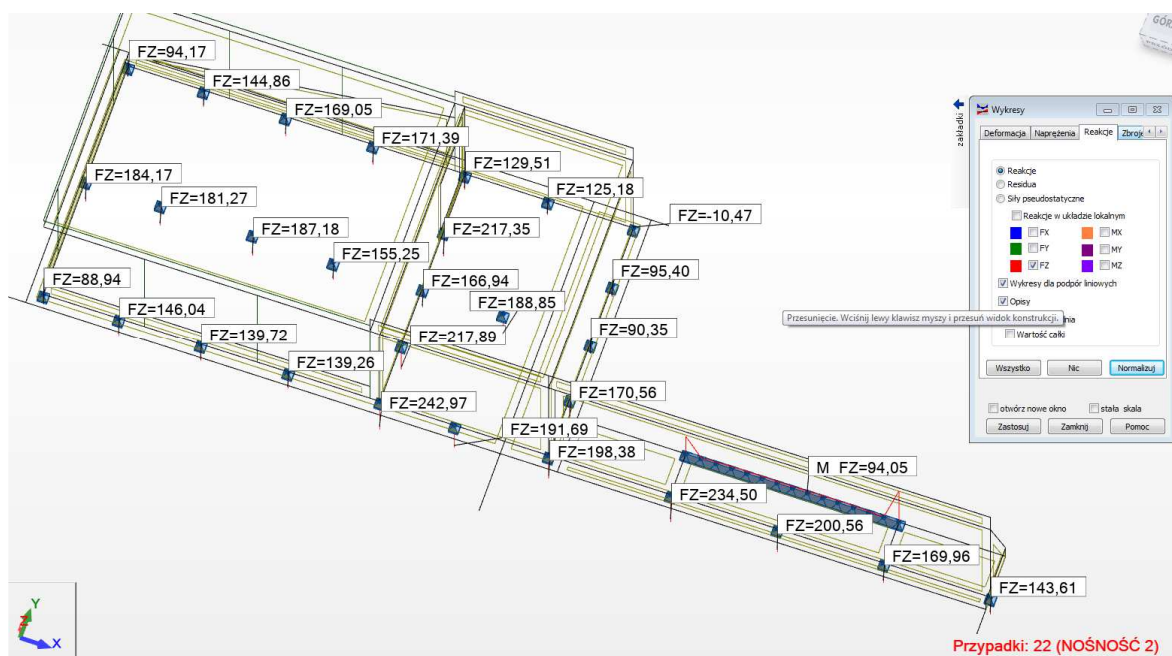 GÓR
FZ=94,17
FZ=144,86
FZ=169,05
FZ=171,39
FZ=129,51
FZ=125,18
FZ=-10,47
FZ=184,17
FZ=181,27
FZ=187,18
FZ=155,25
FZ=217,35
FZ=95,40
FZ=166,94
FZ=188,85
FZ=88,94
FZ=146,04
FZ=139,72
FZ=139,26
FZ=217,89
FZ=90,35
FZ=242,97
FZ=170,56
FZ=191,69
FZ=198,38
M FZ=94,05
FZ=234,50
FZ=200,56
FZ=169,96
FZ=143,61
zakładki
Wykresy
Deformacja Naprężenia Reakcje Zbroje
Reakcje
Residua
Siły pseudostatyczne
Reakcje w układzie lokalnym
FX MX
FY MY
FZ MZ
Wykresy dla podpór liniowych
Opisy
Przesunięcie. Wciśnij lewy klawisz myszy i przesuń widok konstrukcji.
Wartość całki
Wszystko Nic Normalizuj
otwórz nowe okno stała skala
Zastosuj Zamknij Pomoc
Y
Z
X
Przypadki: 22 (NOŚNOŚĆ 2)